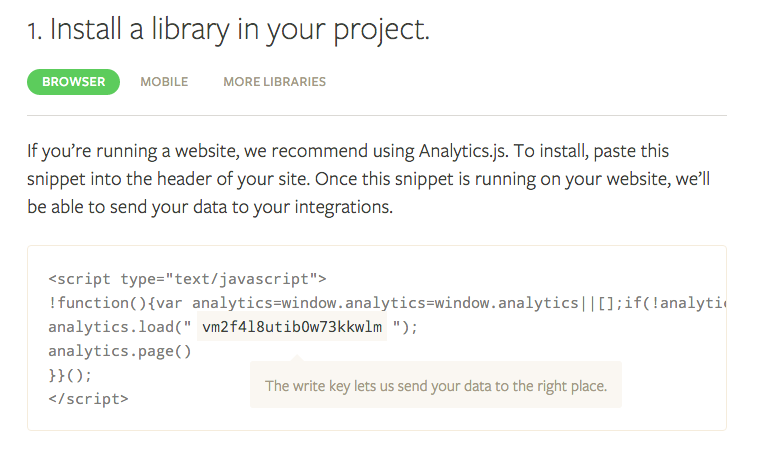 1. Install a library in your project.
BROWSER MOBILE MORE LIBRARIES
If you’re running a website, we recommend using Analytics.js. To install, paste this
snippet into the header of your site. Once this snippet is running on your website, we’ll
be able to send your data to your integrations.
<script type="text/javascript">
!function(){var analytics=window.analytics=window.analytics||[];if(!analytic
analytics.load(" vm2f4l8utib0w73kkwlm ");
analytics.page()
}}();
The write key lets us send your data to the right place.
</script>